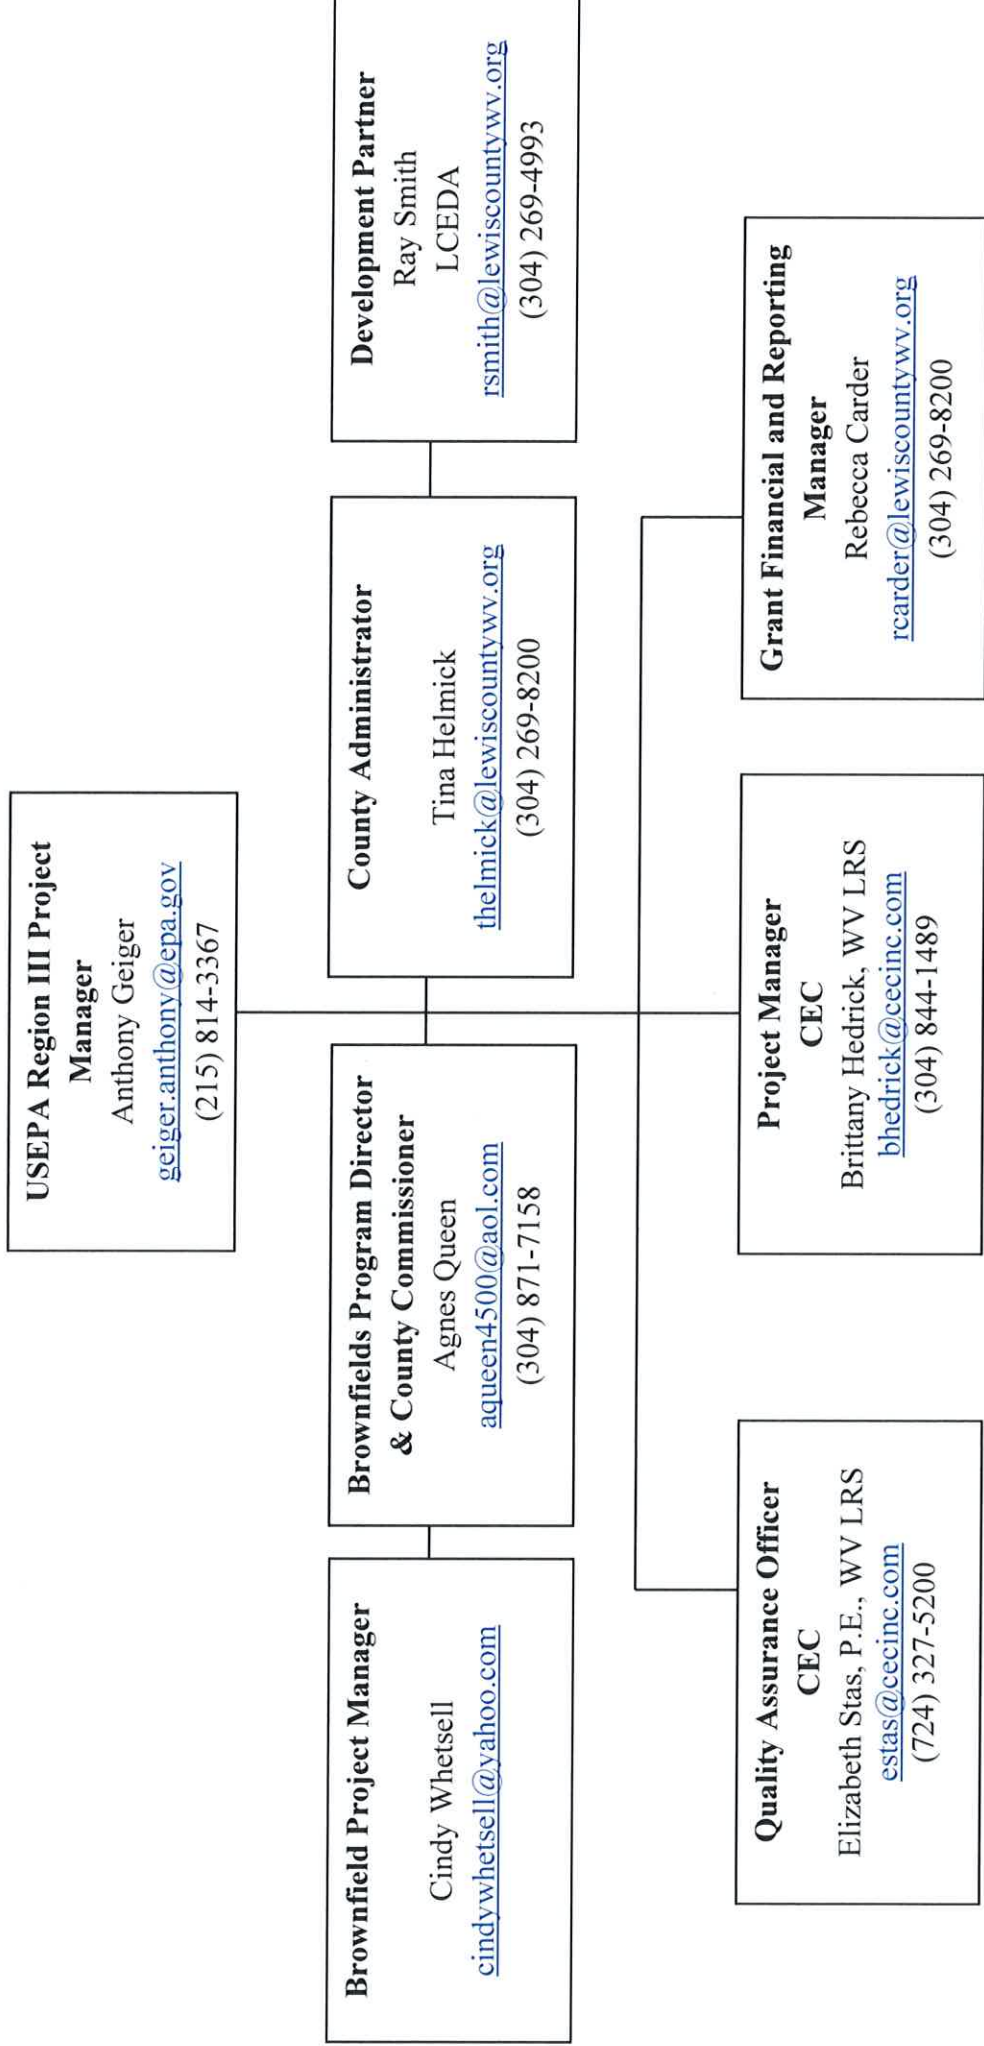 USEPA Region III Project
Manager
Anthony Geiger
geiger.anthony@epa.gov
(215) 814-3367
Brownfield Project Manager
Cindy Whetsell
cindywhetsell@yahoo.com
Brownfields Program Director
& County Commissioner
Agnes Queen
aqueen4500@aol.com
(304) 871-7158
County Administrator
Tina Helmick
thelmick@lewiscountywv.org
(304) 269-8200
Development Partner
Ray Smith
LCEDA
rsmith@lewiscountywv.org
(304) 269-4993
Quality Assurance Officer
CEC
Elizabeth Stas, P.E., WV LRS
estas@cecinc.com
(724) 327-5200
Project Manager
CEC
Brittany Hedrick, WV LRS
bhedrick@cecinc.com
(304) 844-1489
Grant Financial and Reporting
Manager
Rebecca Carder
rcarder@lewiscountywv.org
(304) 269-8200